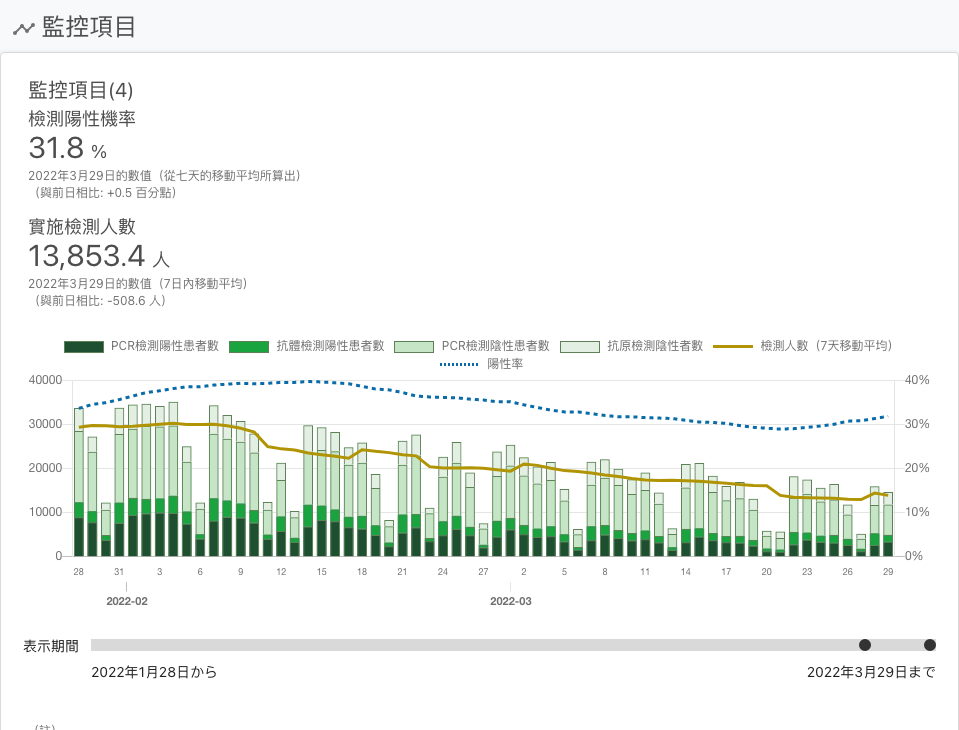 監控項目
監控項目(4)
檢測陽性機率
31.8 %
2022年3月29日的數值（從七天的移動平均所算出）
（與前日相比: +0.5 百分點）
實施檢測人數
13,853.4 人
2022年3月29日的數值（7日內移動平均）
（與前日相比: -508.6 人）
PCR檢測陽性患者數 抗體檢測陽性患者數 PCR檢測陰性患者數 抗原檢測陰性者數 檢測人數（7天移動平均）
陽性率
40000 40%
30000 30%
20000 20%
10000 10%
0 0%
28 31 3 6 9 12 15 18 21 24 27 2 5 8 11 14 17 20 23 26 29
2022-02 2022-03
表示期間
2022年1月28日から 2022年3月29日まで
（註）